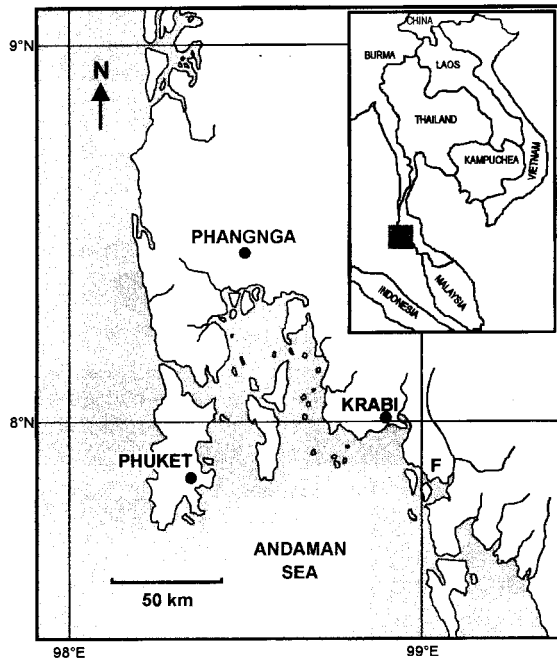 9°N
N
CHINA
BURMA
LAOS
THAILAND
KAMPUCHEA
VIETNAM
MALAYSIA
INDONESIA
PHANGNGA
KRABI
8°N
PHUKET
F
ANDAMAN
SEA
50 km
98°E
99°E